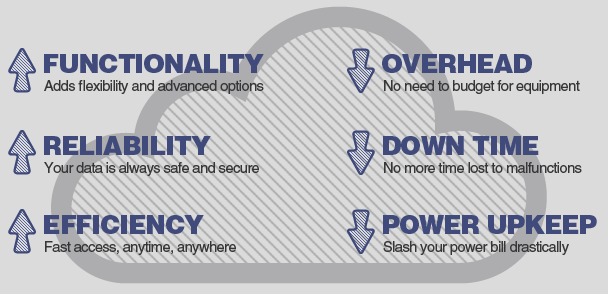 FUNCTIONALITY
Adds flexibility and advanced options
RELIABILITY
Your data is always safe and secure
EFFICIENCY
Fast access, anytime, anywhere
OVERHEAD
No need to budget for equipment
DOWN TIME
No more time lost to malfunctions
POWER UPKEEP
Slash your power bill drastically